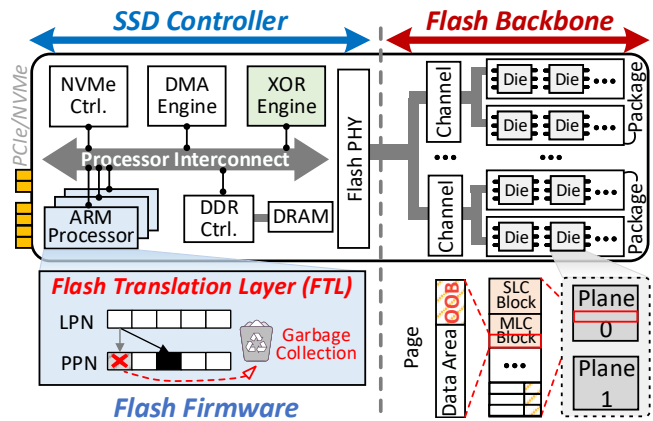 SSD Controller
Flash Backbone
PCIe/NVMe
NVMe
Ctrl.
DMA
Engine
XOR
Engine
Processor Interconnect
ARM
Processor
DDR
Ctrl.
DRAM
Flash PHY
Channel
Die
Die
•••
Die
Die
•••
Package
•••
•••
Channel
Die
Die
•••
Die
Die
•••
Package
Flash Translation Layer (FTL)
LPN
PPN
Garbage
Collection
Flash Firmware
Page
OOB
Data Area
SLC
Block
MLC
Block
•••
Plane
0
Plane
1